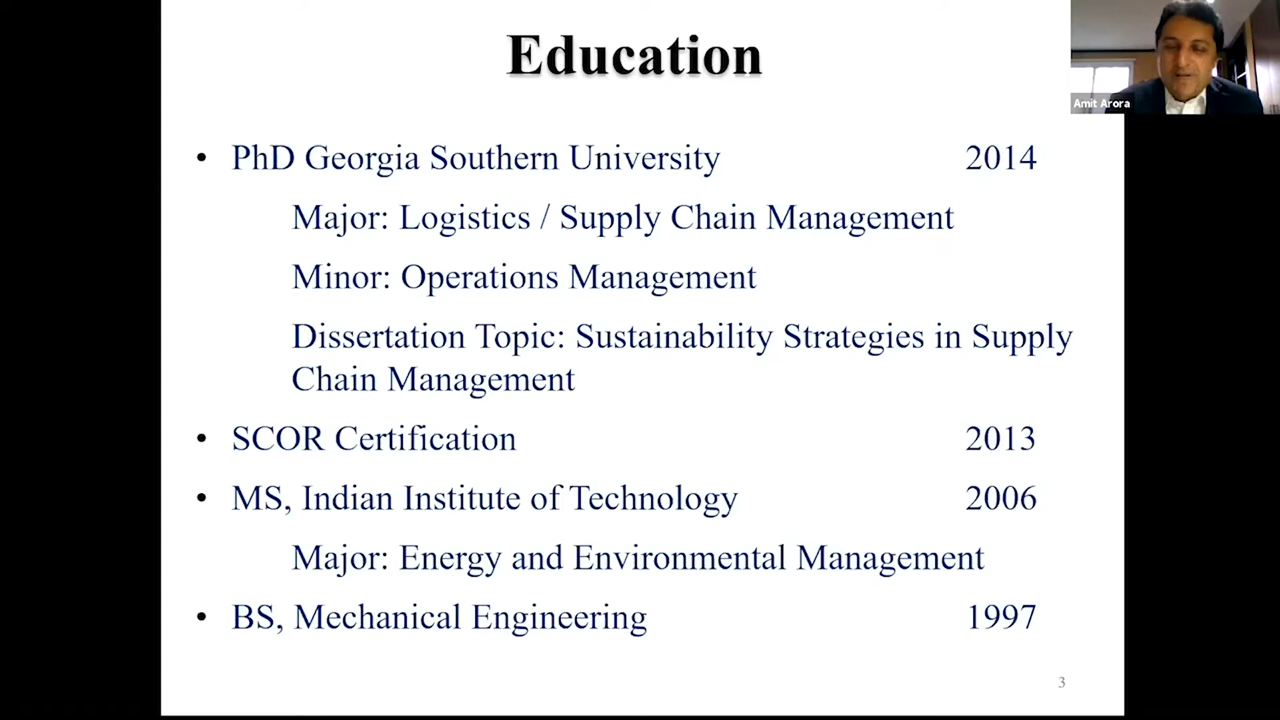 Education
Amit Arora
• PhD Georgia Southern University 2014
Major: Logistics / Supply Chain Management
Minor: Operations Management
Dissertation Topic: Sustainability Strategies in Supply
Chain Management
• SCOR Certification 2013
• MS, Indian Institute of Technology 2006
Major: Energy and Environmental Management
• BS, Mechanical Engineering 1997
3